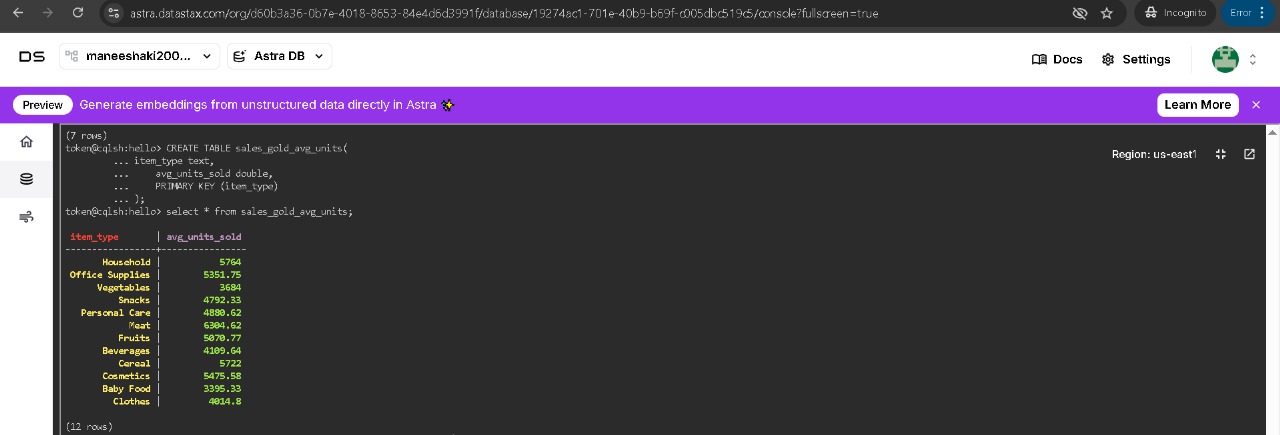 astra.datastax.com/org/d60b3a36-0b7e-4018-8653-84e4d6d3991f/database/19274ac1-701e-40b9-b69f-c005dbc519c5/console?fullscreen=true
Incognito
Error
DS
maneeshaki200...
Astra DB
Docs
Settings
Preview
Generate embeddings from unstructured data directly in Astra ✨
Learn More
Region: us-east1
(7 rows)
token@cqlsh:hello> CREATE TABLE sales_gold_avg_units(
... item_type text,
... avg_units_sold double,
... PRIMARY KEY (item_type)
... );
token@cqlsh:hello> select * from sales_gold_avg_units;
item_type | avg_units_sold
---------------+---------------
Household | 5764
Office Supplies | 5351.75
Vegetables | 3684
Snacks | 4792.33
Personal Care | 4880.62
Meat | 6304.62
Fruits | 5070.77
Beverages | 4109.64
Cereal | 5722
Cosmetics | 5475.58
Baby Food | 3395.33
Clothes | 4014.8
(12 rows)